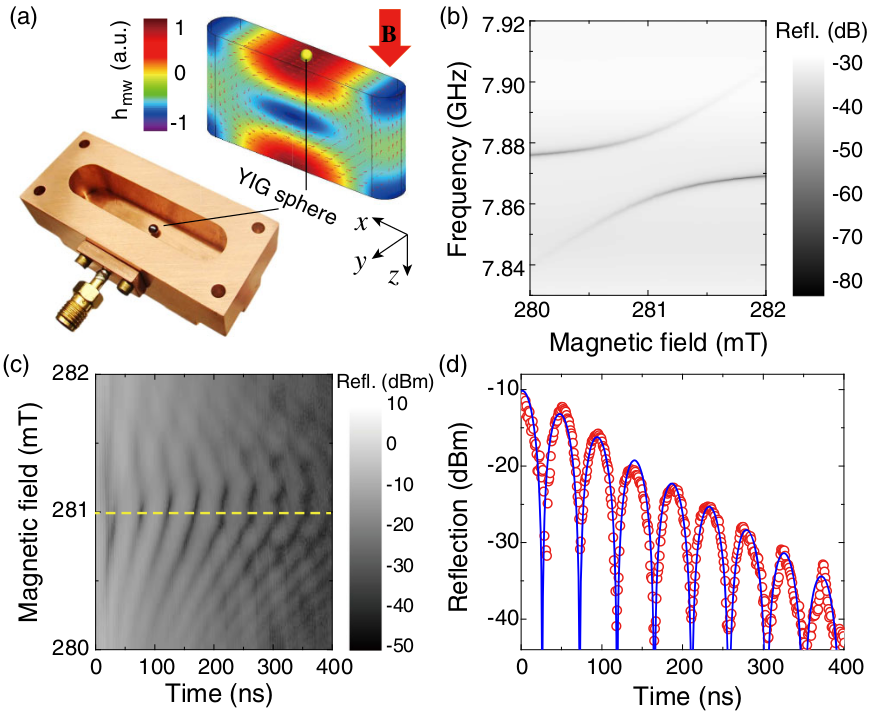 (a)
h_mw (a.u.)
1
0
-1
B
YIG sphere
x
y
z
(b)
Frequency (GHz)
7.92
7.90
7.88
7.86
7.84
280
281
282
Magnetic field (mT)
Refl. (dB)
-30
-40
-50
-60
-70
-80
(c)
Magnetic field (mT)
282
281
280
0
100
200
300
400
Time (ns)
Refl. (dBm)
10
0
-10
-20
-30
-40
-50
(d)
Reflection (dBm)
-10
-20
-30
-40
0
100
200
300
400
Time (ns)